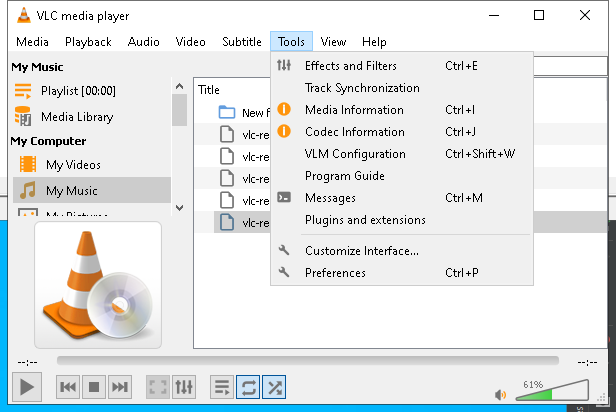 VLC media player
Media Playback Audio Video Subtitle Tools View Help
My Music
Playlist [00:00]
Media Library
My Computer
My Videos
My Music
My Pictures
Title
New f
vlc-re
vlc-re
vlc-re
vlc-re
vlc-re
Effects and Filters Ctrl+E
Track Synchronization
Media Information Ctrl+I
Codec Information Ctrl+J
VLM Configuration Ctrl+Shift+W
Program Guide
Messages Ctrl+M
Plugins and extensions
Customize Interface...
Preferences Ctrl+P
--:-- --:--
61%